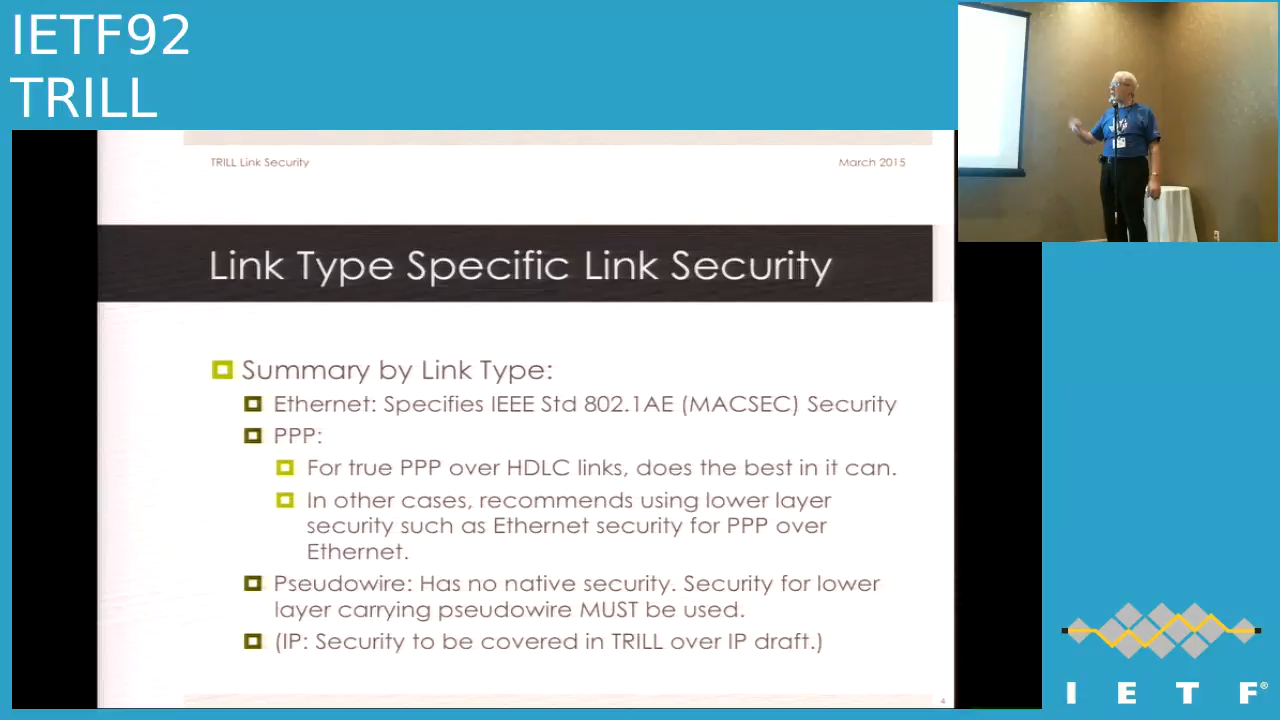 IETF92
TRILL
TRILL Link Security
March 2015
Link Type Specific Link Security
Summary by Link Type:
Ethernet: Specifies IEEE Std 802.1AE (MACSEC) Security
PPP:
For true PPP over HDLC links, does the best in it can.
In other cases, recommends using lower layer
security such as Ethernet security for PPP over
Ethernet.
Pseudowire: Has no native security. Security for lower
layer carrying pseudowire MUST be used.
(IP: Security to be covered in TRILL over IP draft.)
4
I E T F®